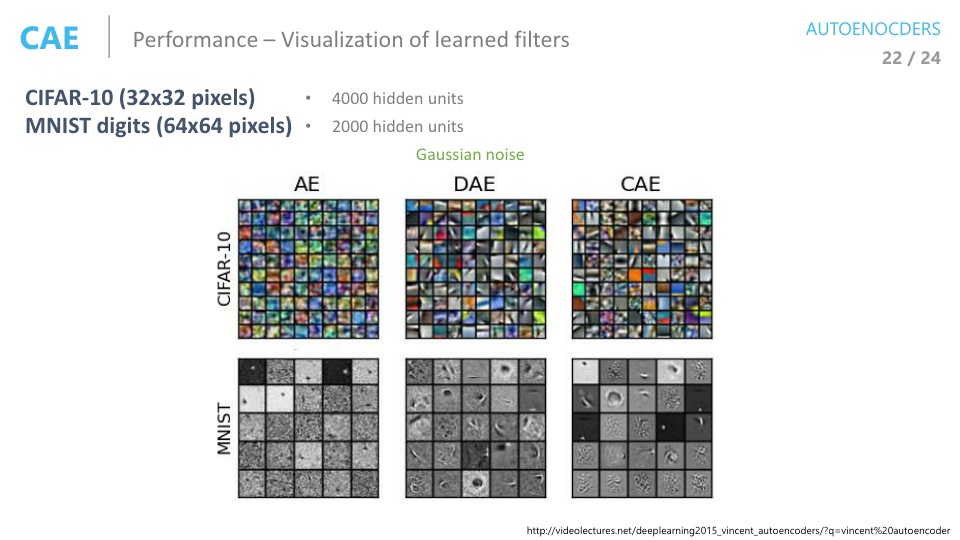 CAE
Performance – Visualization of learned filters
AUTOENOCDERS
22 / 24
CIFAR-10 (32x32 pixels) • 4000 hidden units
MNIST digits (64x64 pixels) • 2000 hidden units
Gaussian noise
AE DAE CAE
CIFAR-10
MNIST
http://videolectures.net/deeplearning2015_vincent_autoencoders/?q=vincent%20autoencoder